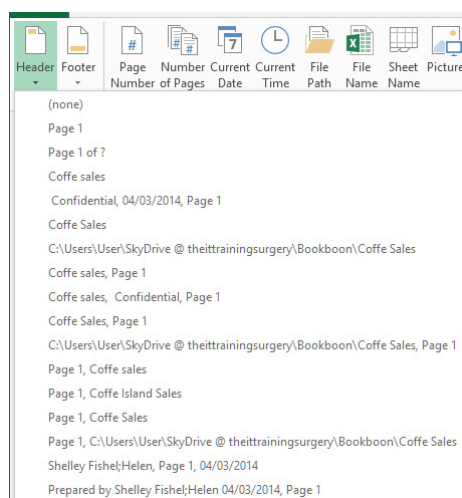 Header Footer Page Number Current Current File File Sheet Picture
Number of Pages Date Time Path Name Name
(none)
Page 1
Page 1 of ?
Coffe sales
Confidential, 04/03/2014, Page 1
Coffe Sales
C:\Users\User\SkyDrive @ theittrainingsurgery\Bookboon\Coffe Sales
Coffe sales, Page 1
Coffe sales, Confidential, Page 1
Coffe Sales, Page 1
C:\Users\User\SkyDrive @ theittrainingsurgery\Bookboon\Coffe Sales, Page 1
Page 1, Coffe sales
Page 1, Coffe Island Sales
Page 1, Coffe Sales
Page 1, C:\Users\User\SkyDrive @ theittrainingsurgery\Bookboon\Coffe Sales
Shelley Fishel;Helen, Page 1, 04/03/2014
Prepared by Shelley Fishel;Helen 04/03/2014, Page 1